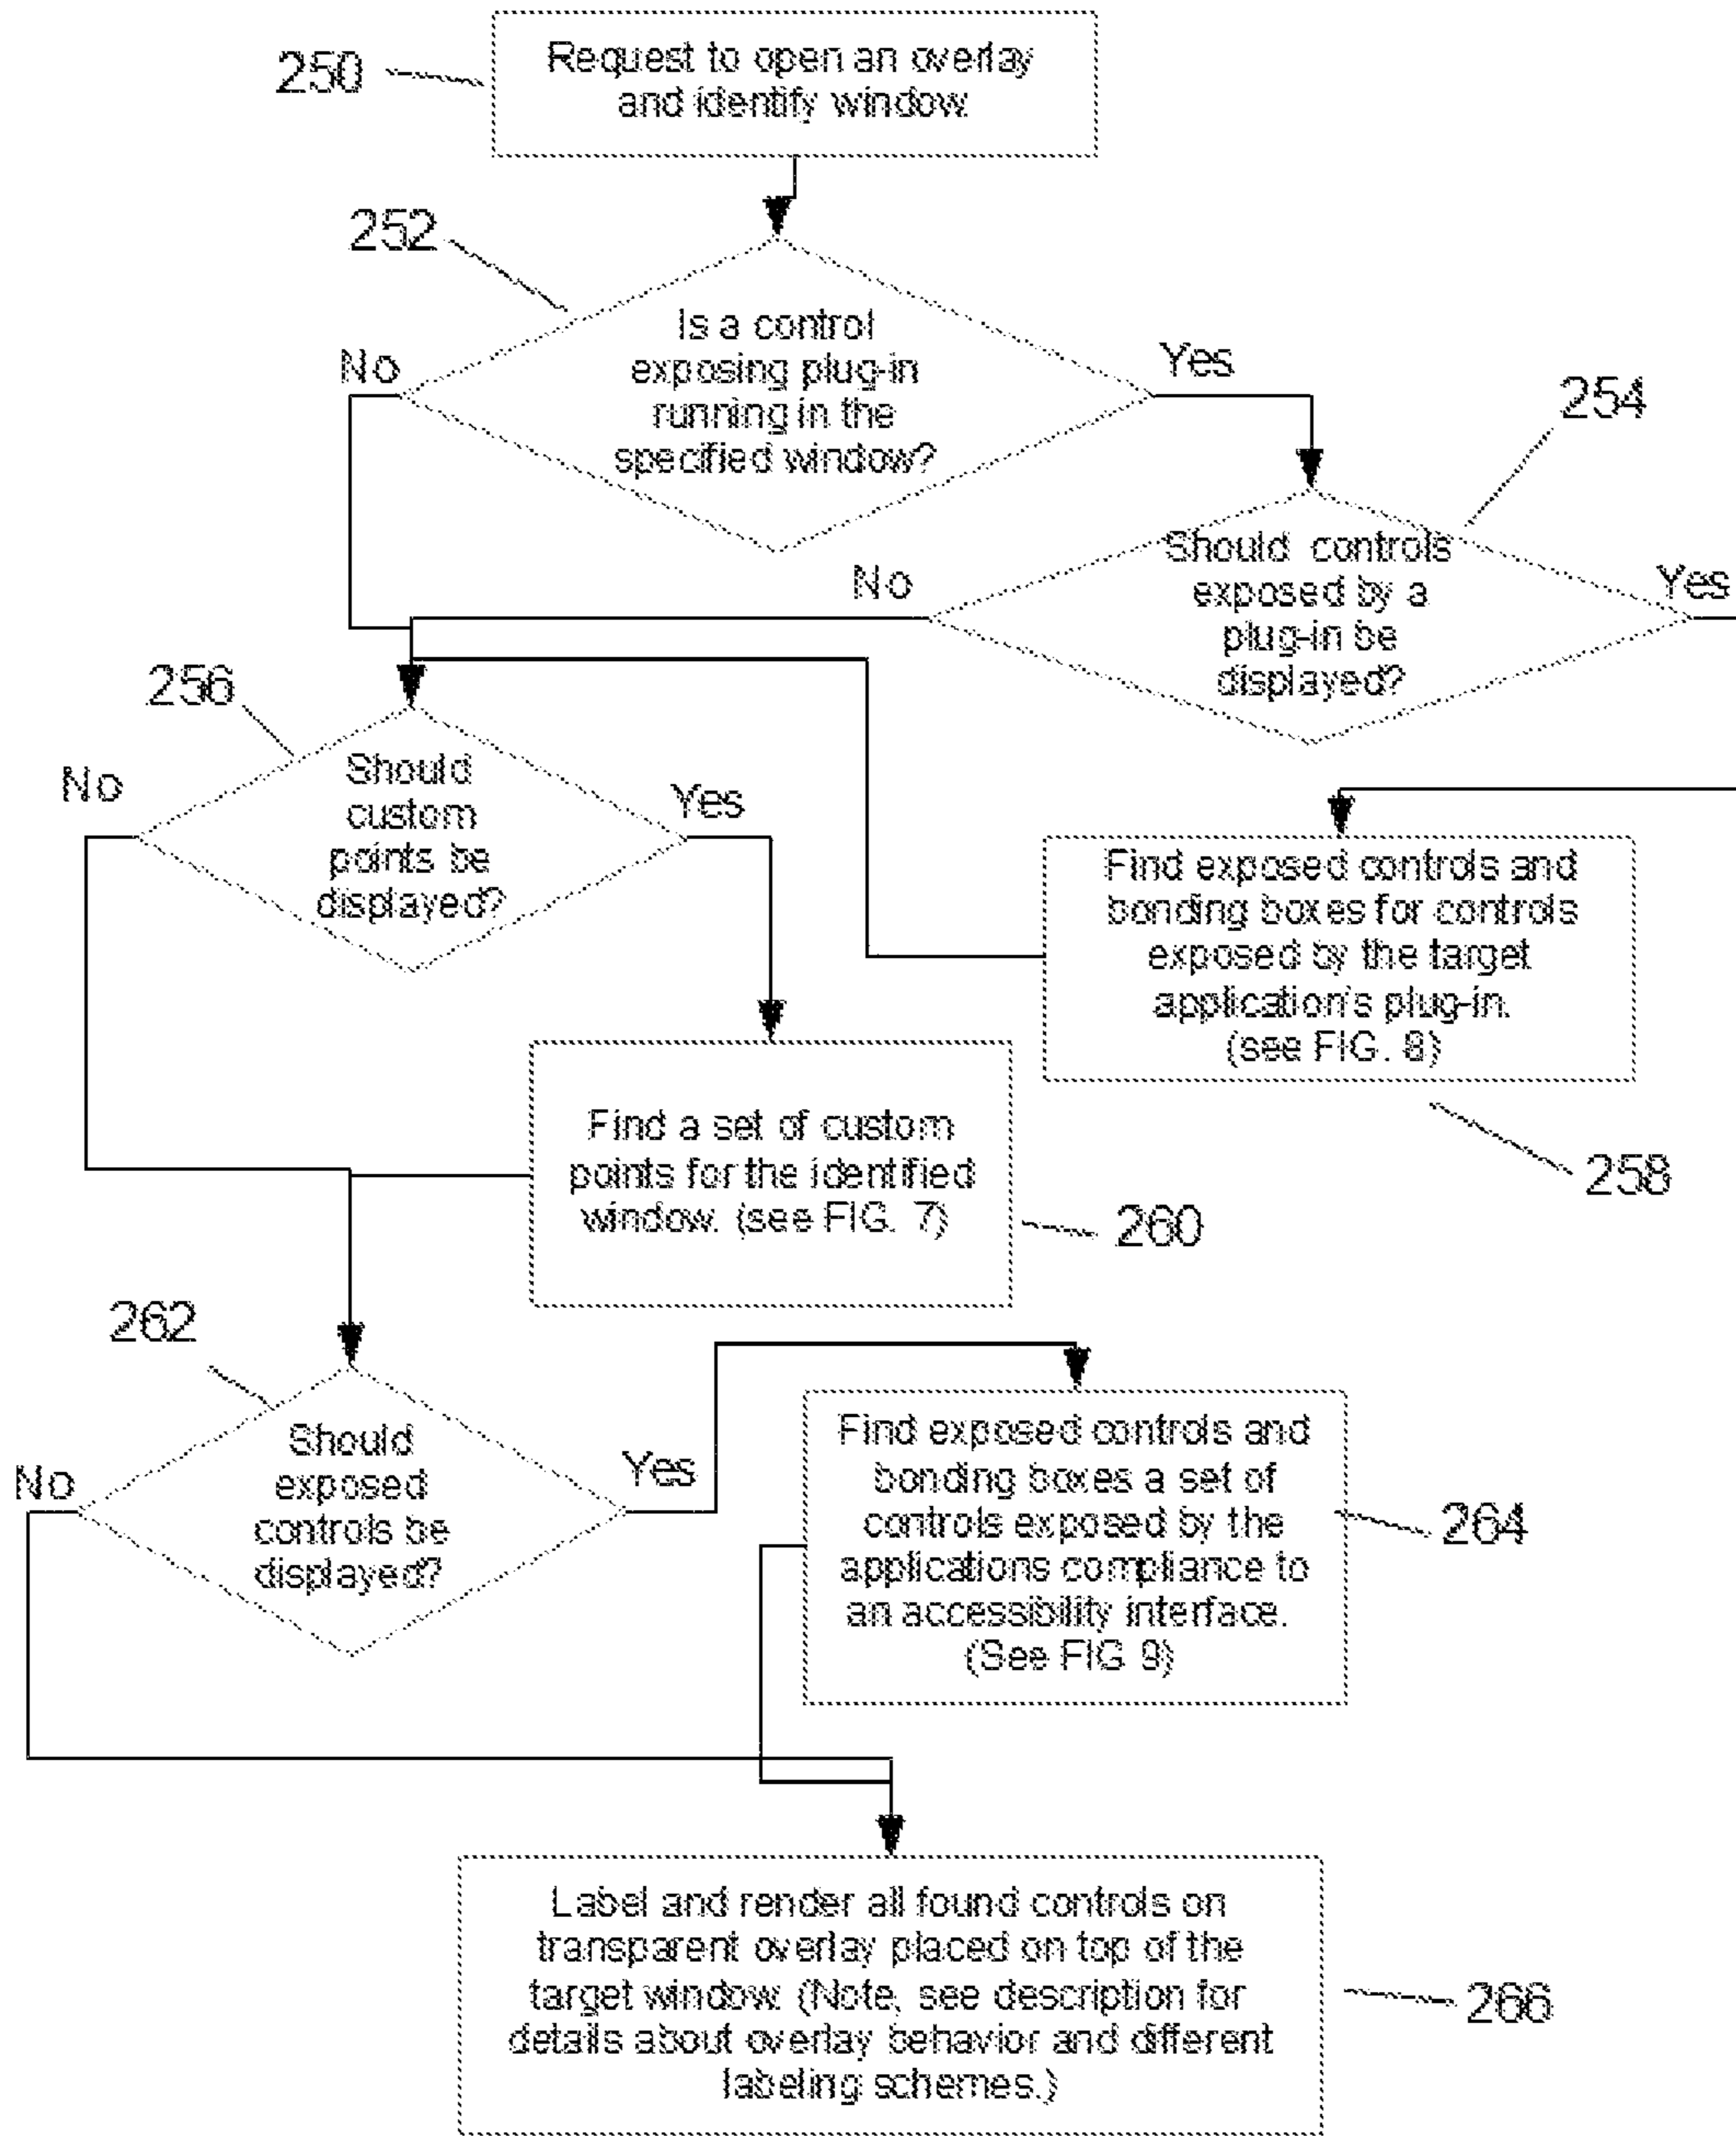 250
Request to open an overlay
and identify window.
252
Is a control
exposing plug-in
running in the
specified window?
No
Yes
254
Should controls
exposed by a
plug-in be
displayed?
No
Yes
256
Should
custom
points be
displayed?
No
Yes
Find exposed controls and
bonding boxes for controls
exposed by the target
application's plug-in.
(see FIG. 8)
258
Find a set of custom
points for the identified
window. (see FIG. 7)
260
262
Should
exposed
controls be
displayed?
No
Yes
Find exposed controls and
bonding boxes a set of
controls exposed by the
applications compliance to
an accessibility interface.
(See FIG 9)
264
Label and render all found controls on
transparent overlay placed on top of the
target window. (Note, see description for
details about overlay behavior and different
labeling schemes.)
266